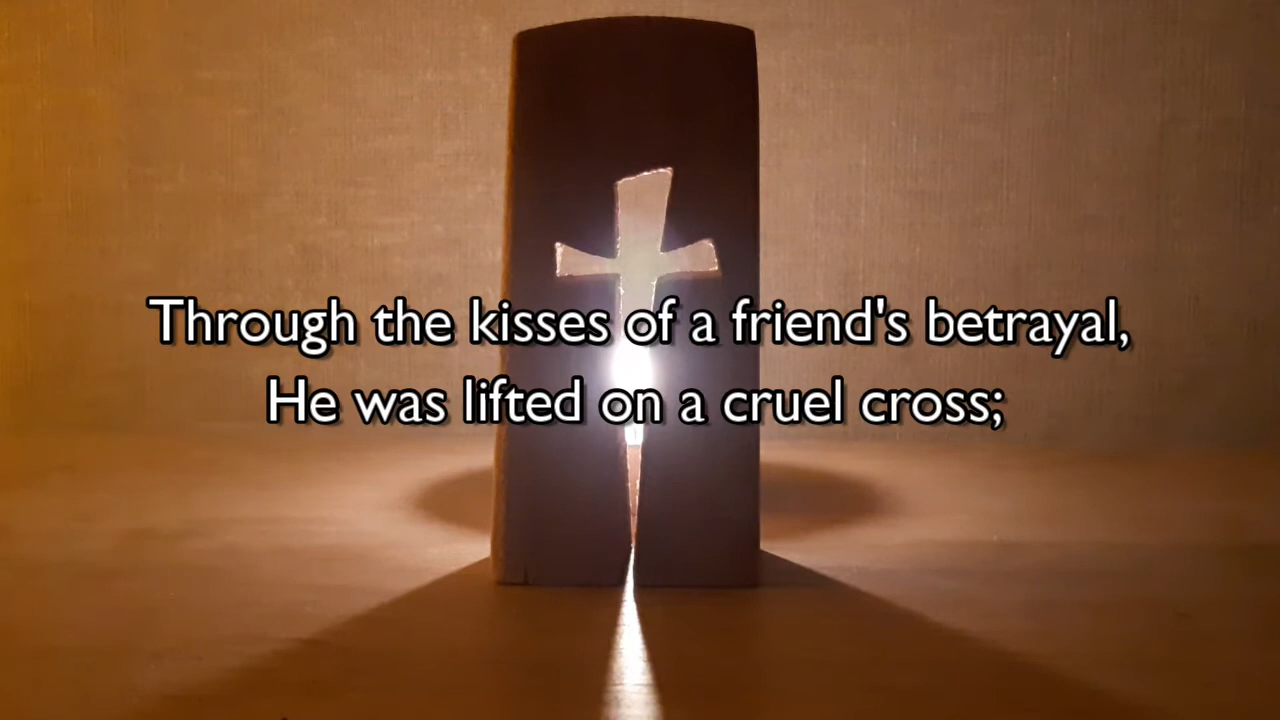 Through the kisses of a friend's betrayal,
He was lifted on a cruel cross;